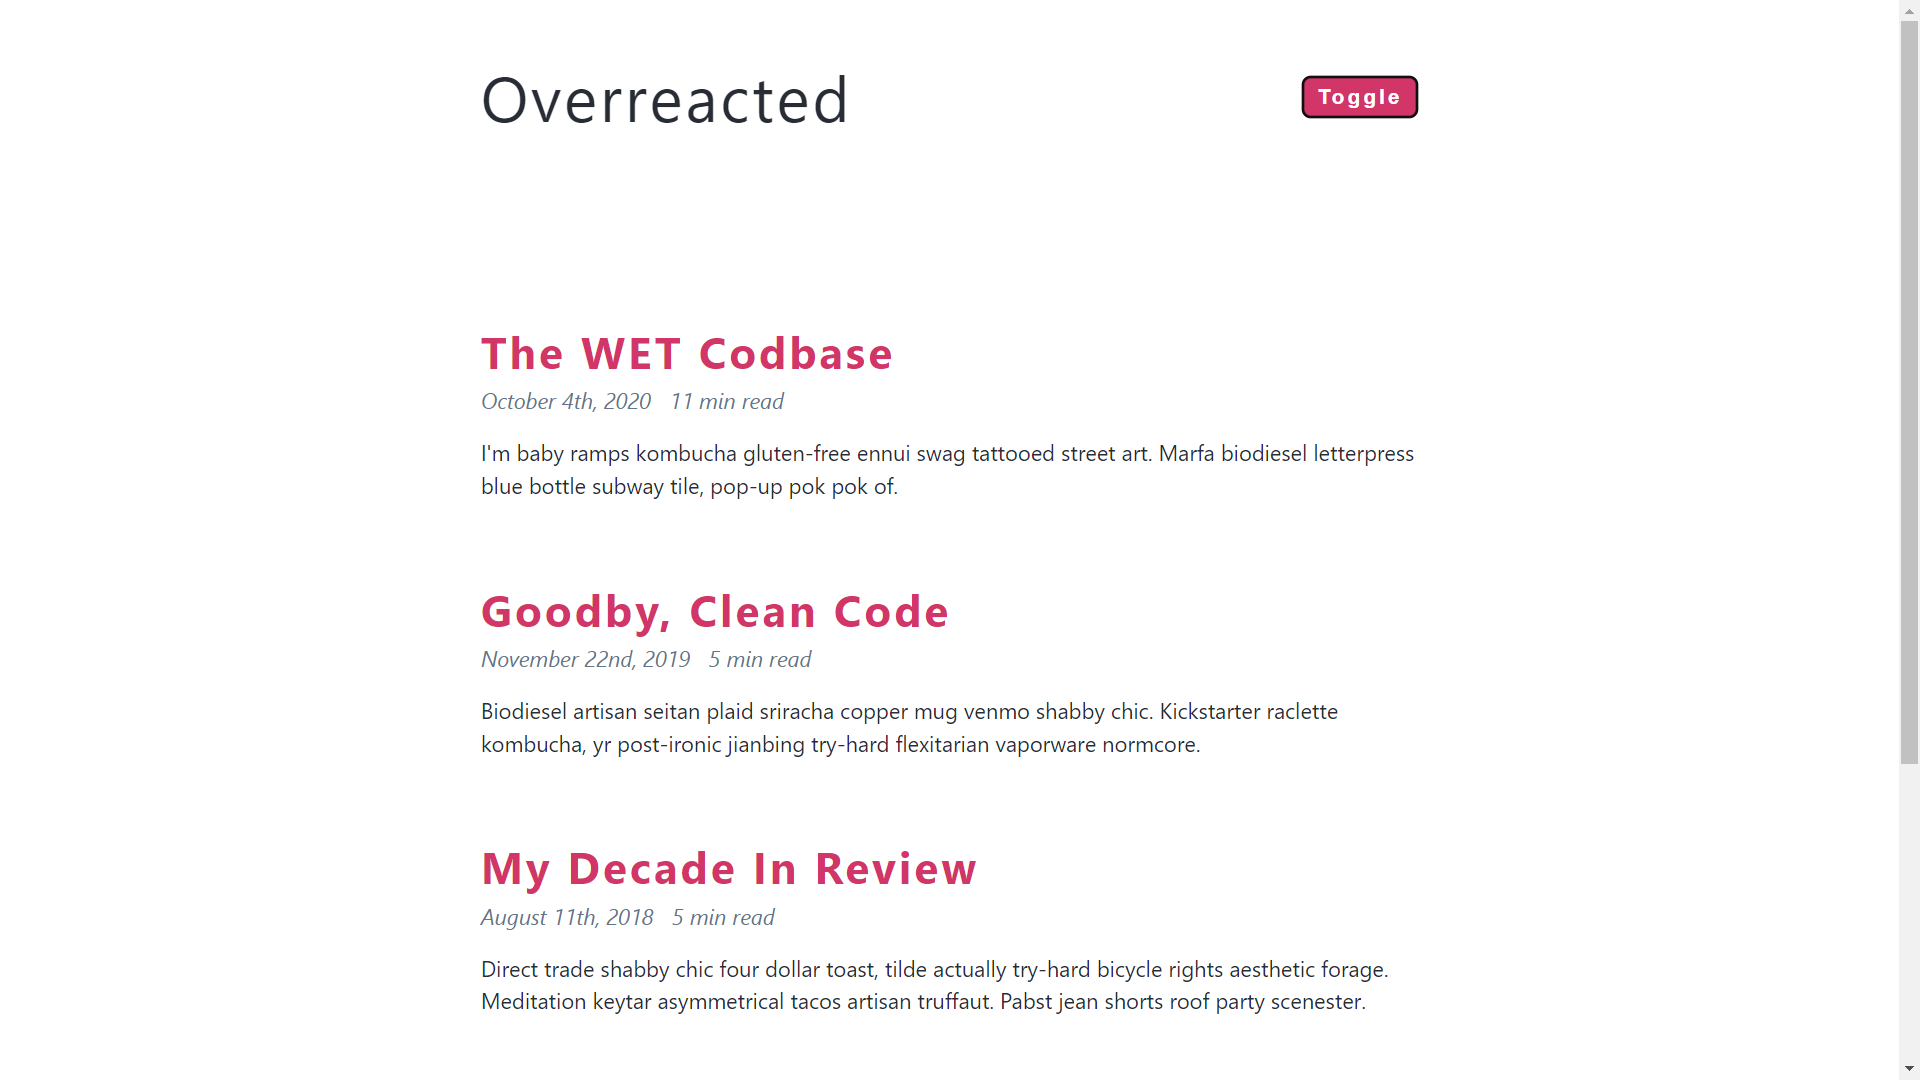 Overreacted
Toggle
The WET Codbase
October 4th, 2020 11 min read
I'm baby ramps kombucha gluten-free ennui swag tattooed street art. Marfa biodiesel letterpress
blue bottle subway tile, pop-up pok pok of.
Goodby, Clean Code
November 22nd, 2019 5 min read
Biodiesel artisan seitan plaid sriracha copper mug venmo shabby chic. Kickstarter raclette
kombucha, yr post-ironic jianbing try-hard flexitarian vaporware normcore.
My Decade In Review
August 11th, 2018 5 min read
Direct trade shabby chic four dollar toast, tilde actually try-hard bicycle rights aesthetic forage.
Meditation keytar asymmetrical tacos artisan truffaut. Pabst jean shorts roof party scenester.